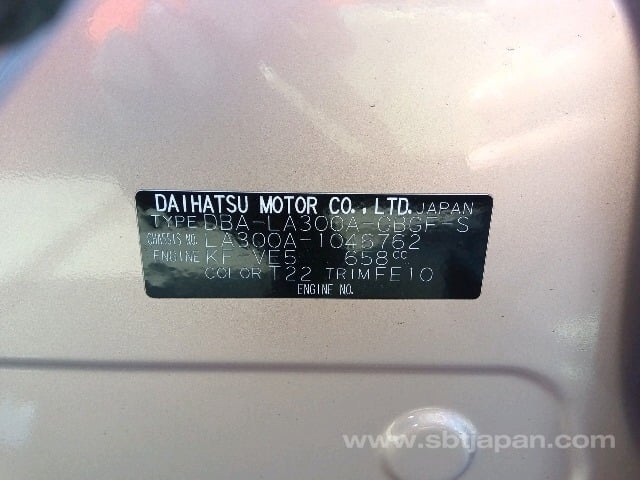 DAIHATSU MOTOR CO., LTD. JAPAN
TYPE DBA-LA300A-CBGF-S
CHASSIS NO. LA300A-1046762
ENGINE KF-VE5 658cc
COLOR T22 TRIM FE10
ENGINE NO.
www.sbtjapan.com